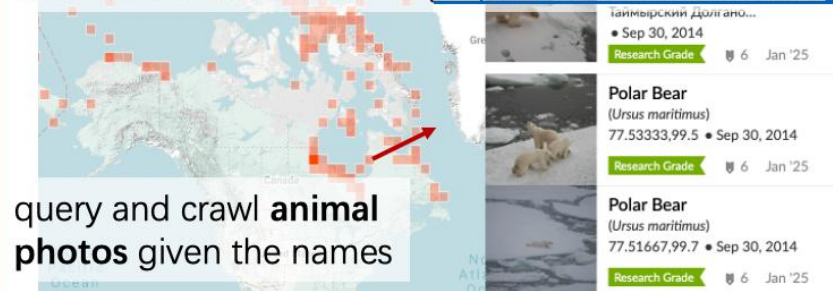 Таймырский Долгано...
• Sep 30, 2014
Research Grade 6 Jan '25
Polar Bear
(Ursus maritimus)
77.53333,99.5 • Sep 30, 2014
Research Grade 6 Jan '25
Polar Bear
(Ursus maritimus)
77.51667,99.7 • Sep 30, 2014
Research Grade 6 Jan '25
Canada
query and crawl animal
photos given the names
Ocean